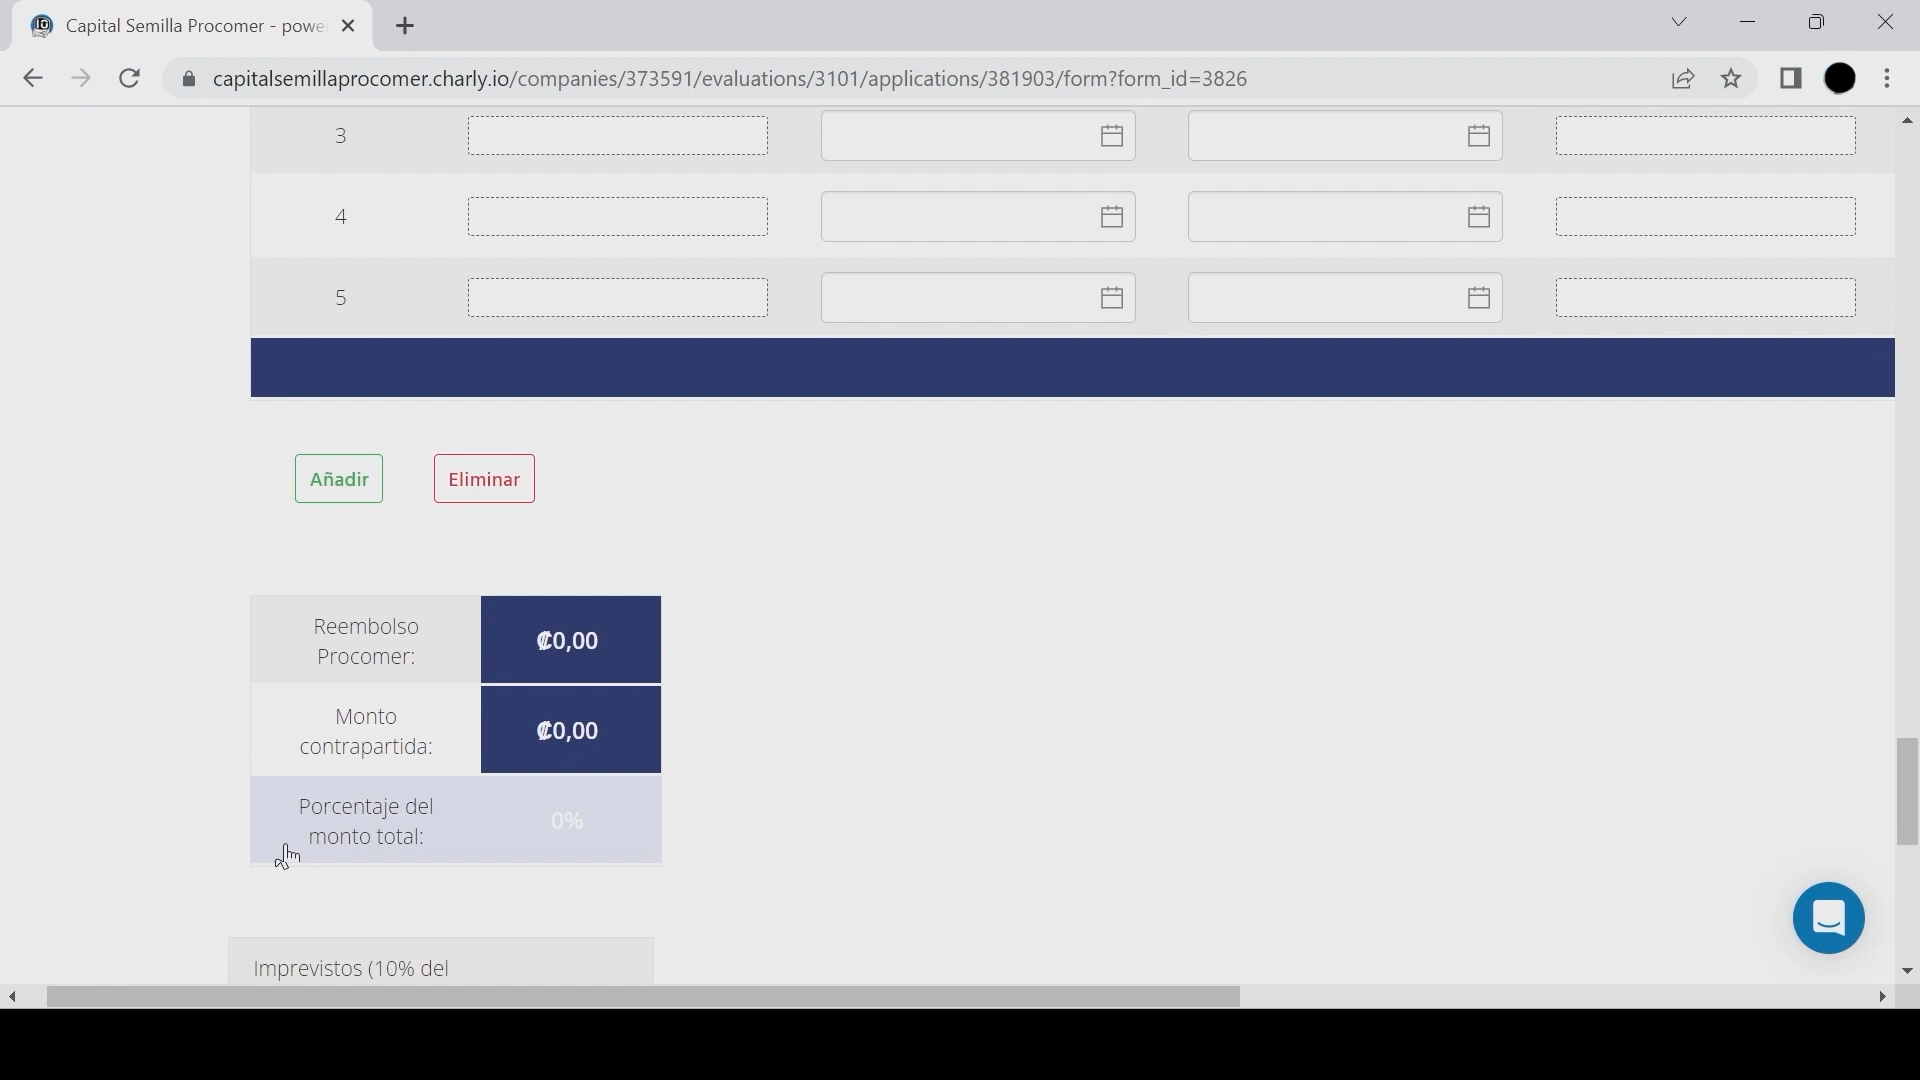 Capital Semilla Procomer - powe
capitalsemillaprocomer.charly.io/companies/373591/evaluations/3101/applications/381903/form?form_id=3826
3
4
5
Añadir
Eliminar
Reembolso
Procomer:
₡0,00
Monto
contrapartida:
₡0,00
Porcentaje del
monto total:
0%
Imprevistos (10% del